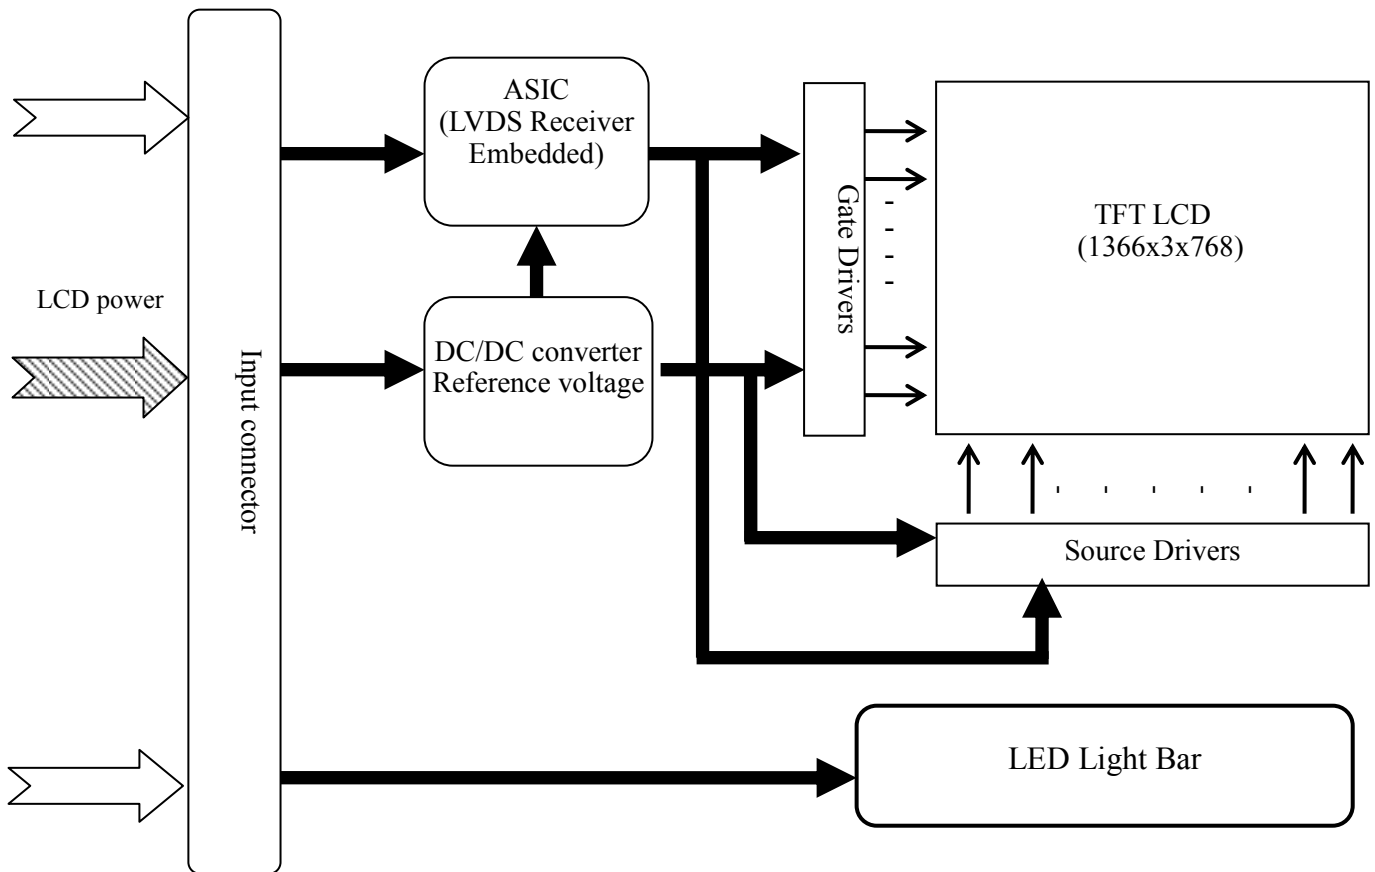 ASIC
(LVDS Receiver
Embedded)
LCD power
Input connector
DC/DC converter
Reference voltage
Gate Drivers
TFT LCD
(1366x3x768)
Source Drivers
LED Light Bar